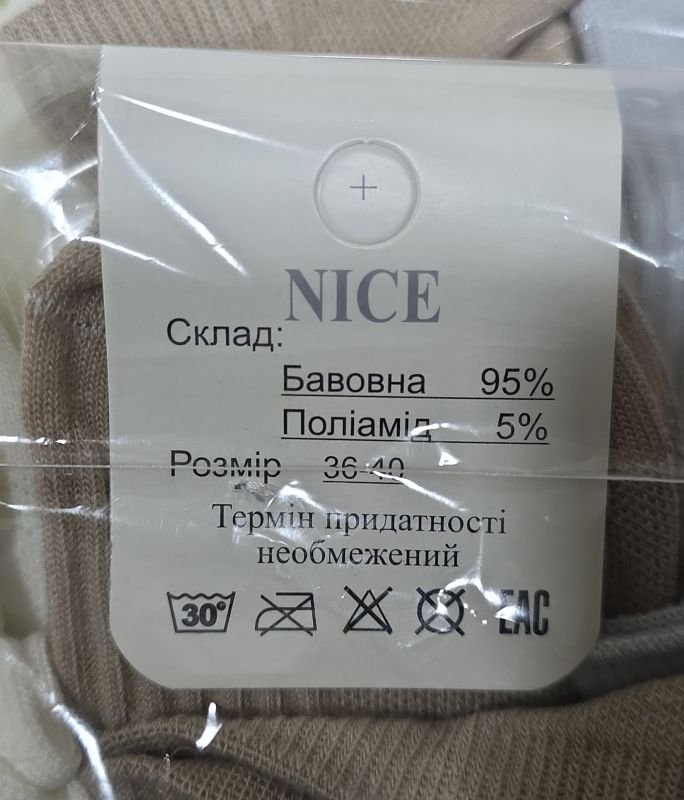 NICE
Склад:
Бавовна 95%
Поліамід 5%
Розмір 36-40
Термін придатності
необмежений
30°
EAC